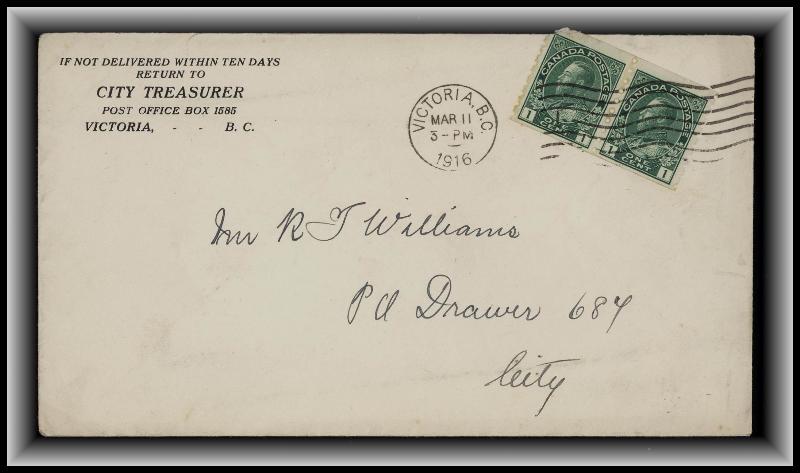 IF NOT DELIVERED WITHIN TEN DAYS
RETURN TO
CITY TREASURER
POST OFFICE BOX 1585
VICTORIA, - - B. C.
VICTORIA, B.C.
MAR 11
3-PM
1916
CANADA POSTAGE
1 ONE CENT 1
CANADA POSTAGE
1 ONE CENT 1
Mr R T Williams
PO Drawer 687
City